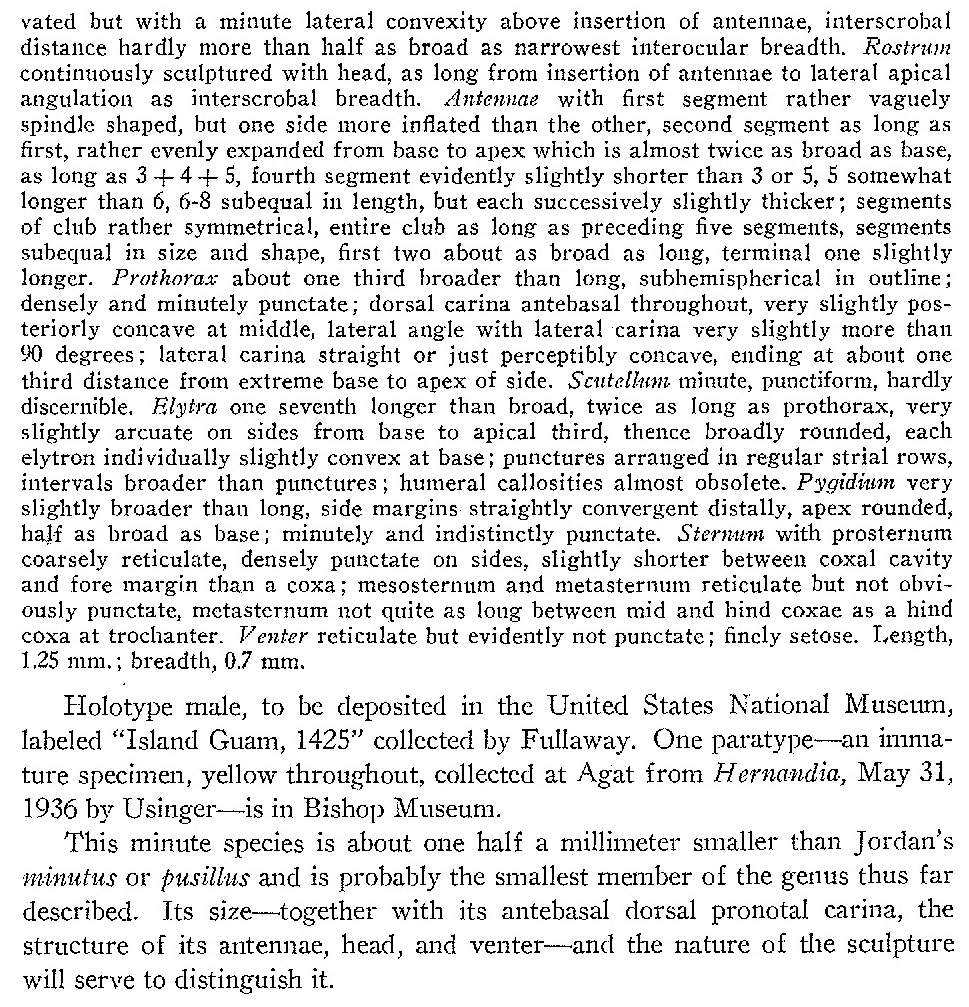 vated but with a minute lateral convexity above insertion of antennae, interscrobal
distance hardly more than half as broad as narrowest interocular breadth. Rostrum
continuously sculptured with head, as long from insertion of antennae to lateral apical
angulation as interscrobal breadth. Antennae with first segment rather vaguely
spindle shaped, but one side more inflated than the other, second segment as long as
first, rather evenly expanded from base to apex which is almost twice as broad as base,
as long as 3 + 4 + 5, fourth segment evidently slightly shorter than 3 or 5, 5 somewhat
longer than 6, 6-8 subequal in length, but each successively slightly thicker; segments
of club rather symmetrical, entire club as long as preceding five segments, segments
subequal in size and shape, first two about as broad as long, terminal one slightly
longer. Prothorax about one third broader than long, subhemispherical in outline;
densely and minutely punctate; dorsal carina antebasal throughout, very slightly pos-
teriorly concave at middle, lateral angle with lateral carina very slightly more than
90 degrees; lateral carina straight or just perceptibly concave, ending at about one
third distance from extreme base to apex of side. Scutellum minute, punctiform, hardly
discernible. Elytra one seventh longer than broad, twice as long as prothorax, very
slightly arcuate on sides from base to apical third, thence broadly rounded, each
elytron individually slightly convex at base; punctures arranged in regular strial rows,
intervals broader than punctures; humeral callosities almost obsolete. Pygidium very
slightly broader than long, side margins straightly convergent distally, apex rounded,
half as broad as base; minutely and indistinctly punctate. Sternum with prosternum
coarsely reticulate, densely punctate on sides, slightly shorter between coxal cavity
and fore margin than a coxa; mesosternum and metasternum reticulate but not obvi-
ously punctate, metasternum not quite as long between mid and hind coxae as a hind
coxa at trochanter. Venter reticulate but evidently not punctate; finely setose. Length,
1.25 mm.; breadth, 0.7 mm.
Holotype male, to be deposited in the United States National Museum,
labeled “Island Guam, 1425” collected by Fullaway. One paratype—an imma-
ture specimen, yellow throughout, collected at Agat from Hernandia, May 31,
1936 by Usinger—is in Bishop Museum.
This minute species is about one half a millimeter smaller than Jordan's
minutus or pusillus and is probably the smallest member of the genus thus far
described. Its size—together with its antebasal dorsal pronotal carina, the
structure of its antennae, head, and venter—and the nature of the sculpture
will serve to distinguish it.